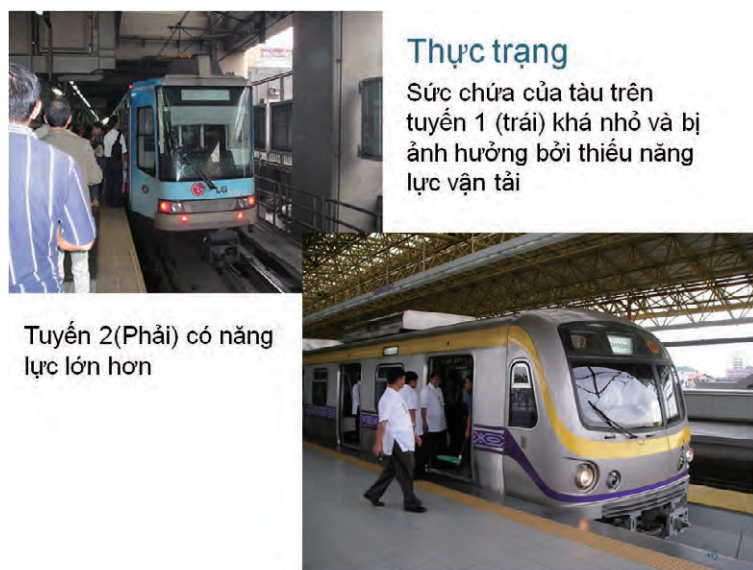 Thực trạng
Sức chứa của tàu trên
tuyến 1 (trái) khá nhỏ và bị
ảnh hưởng bởi thiếu năng
lực vận tải
LG
Tuyến 2(Phải) có năng
lực lớn hơn